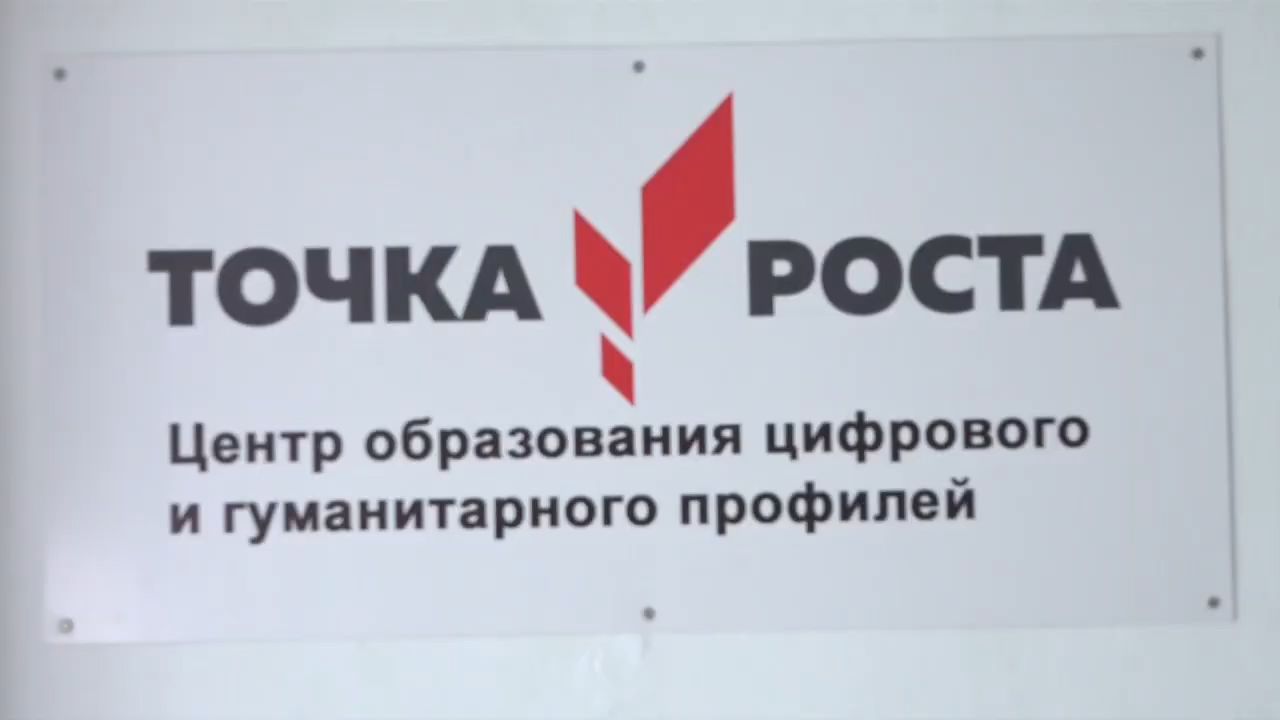 ТОЧКА РОСТА
Центр образования цифрового
и гуманитарного профилей